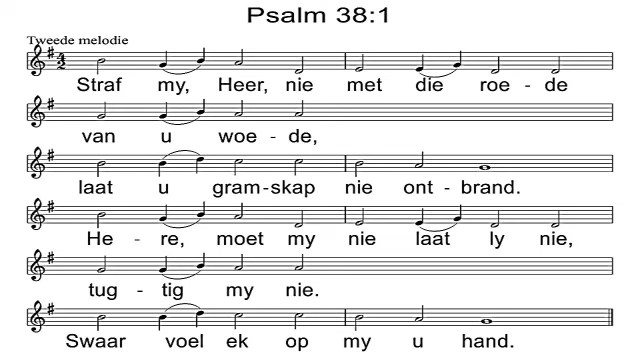 Psalm 38:1
Tweede melodie
4
2
Straf my, Heer, nie met die roe - de
van u woe - de,
laat u gram - skap nie ont - brand.
He - re, moet my nie laat ly nie,
tug - tig my nie.
Swaar voel ek op my u hand.